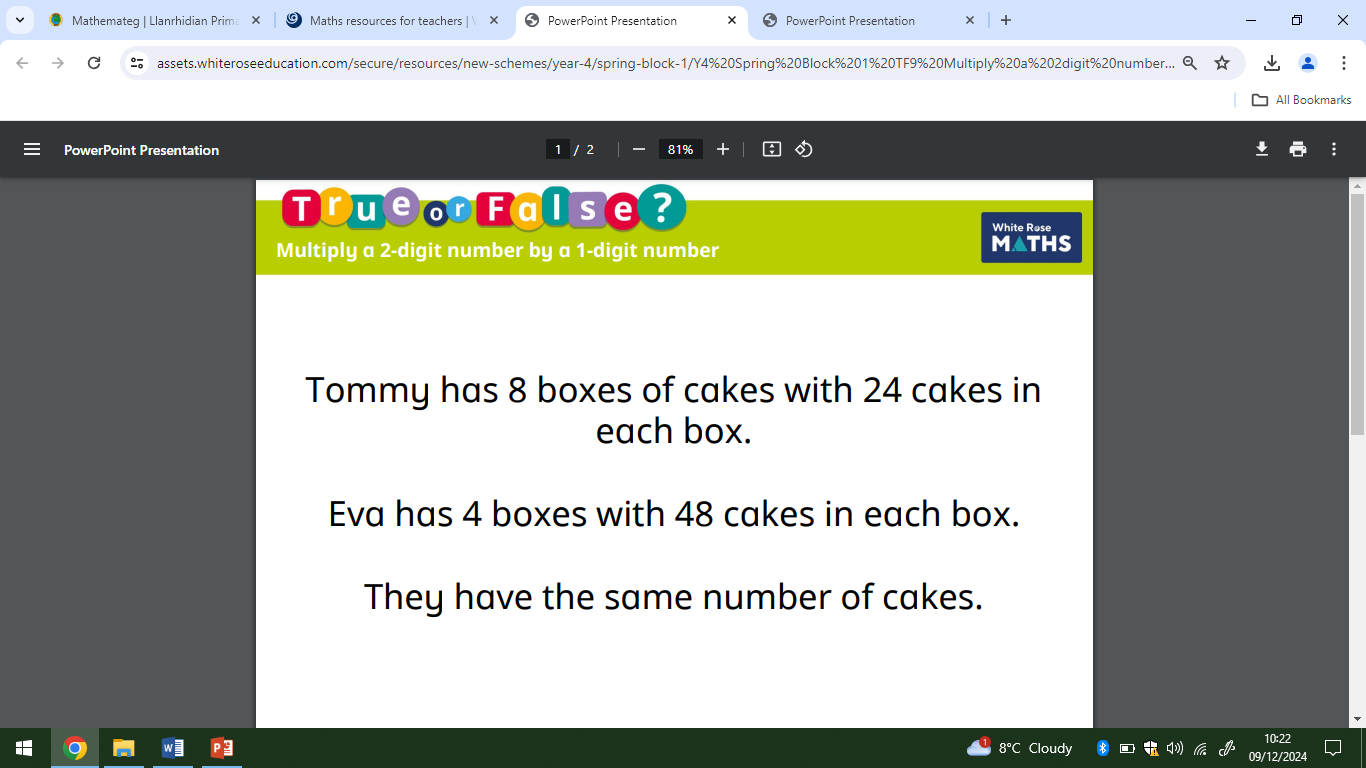 Mathemateg | Llanrhidian Prima
Maths resources for teachers | W
PowerPoint Presentation
PowerPoint Presentation
assets.whiteroseeducation.com/secure/resources/new-schemes/year-4/spring-block-1/Y4%20Spring%20Block%201%20TF9%20Multiply%20a%202digit%20number...
All Bookmarks
PowerPoint Presentation
1 / 2
81%
True or False?
White Rose
MATHS
Multiply a 2-digit number by a 1-digit number
Tommy has 8 boxes of cakes with 24 cakes in
each box.
Eva has 4 boxes with 48 cakes in each box.
They have the same number of cakes.
1
8°C Cloudy
10:22
09/12/2024